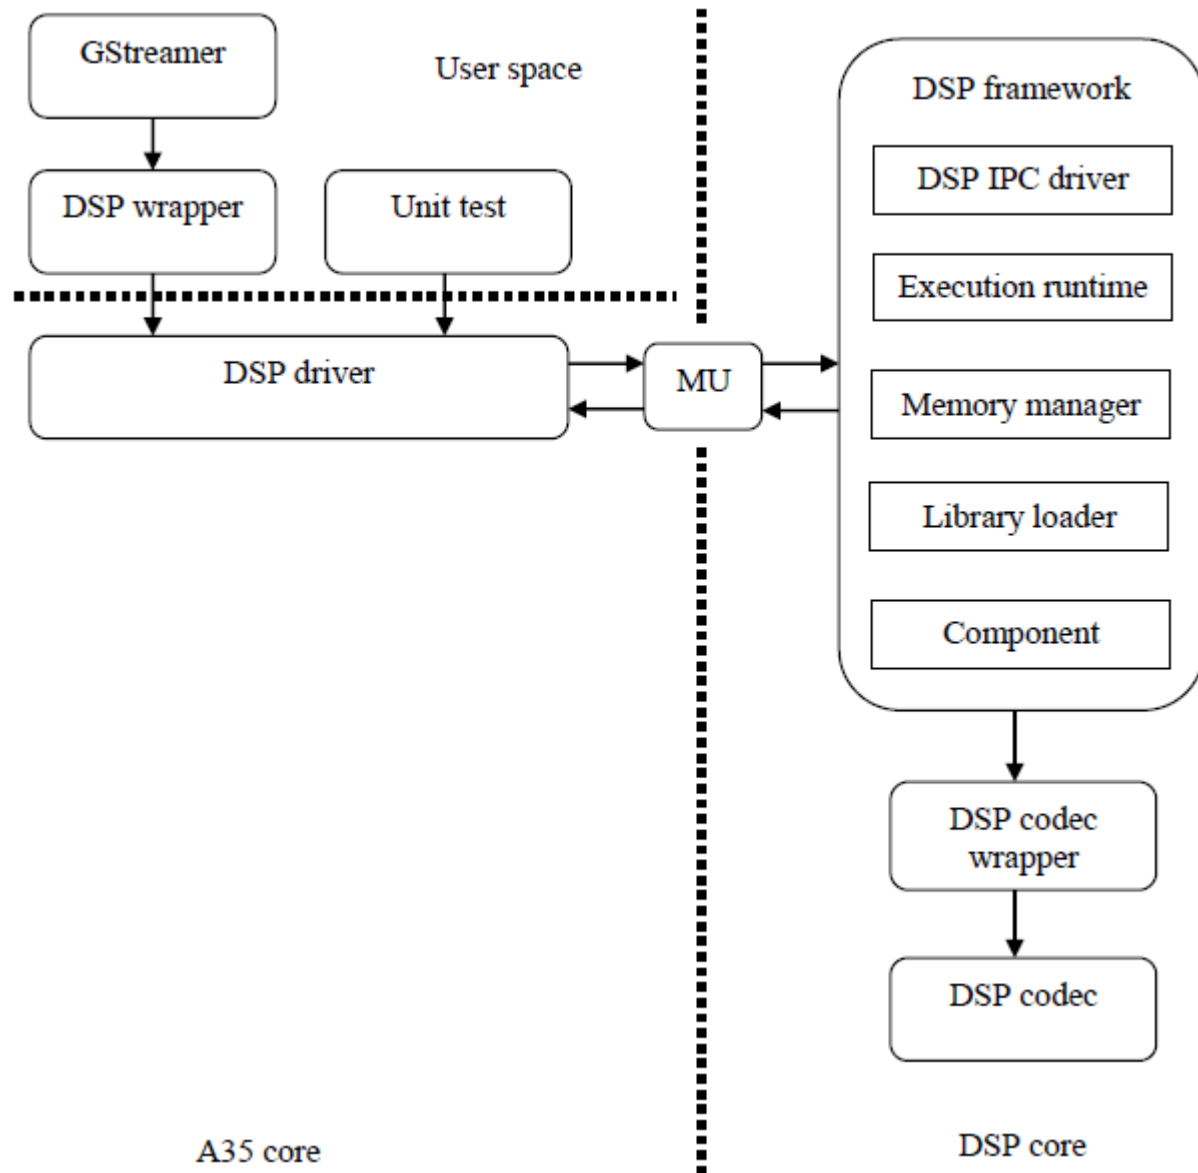 GStreamer
User space
DSP wrapper
Unit test
DSP driver
MU
DSP framework
DSP IPC driver
Execution runtime
Memory manager
Library loader
Component
DSP codec
wrapper
DSP codec
A35 core
DSP core